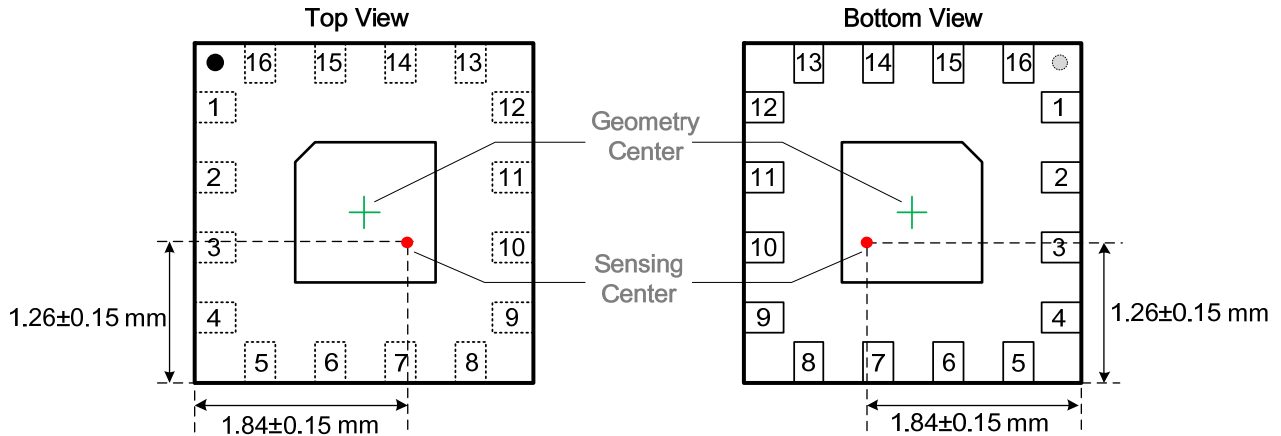 Top View
Bottom View
16 15 14 13
13 14 15 16
1
12
12
1
Geometry
Center
2
11
11
2
3
10
10
3
Sensing
Center
4
9
9
4
1.26±0.15 mm
1.26±0.15 mm
5 6 7 8
8 7 6 5
1.84±0.15 mm
1.84±0.15 mm